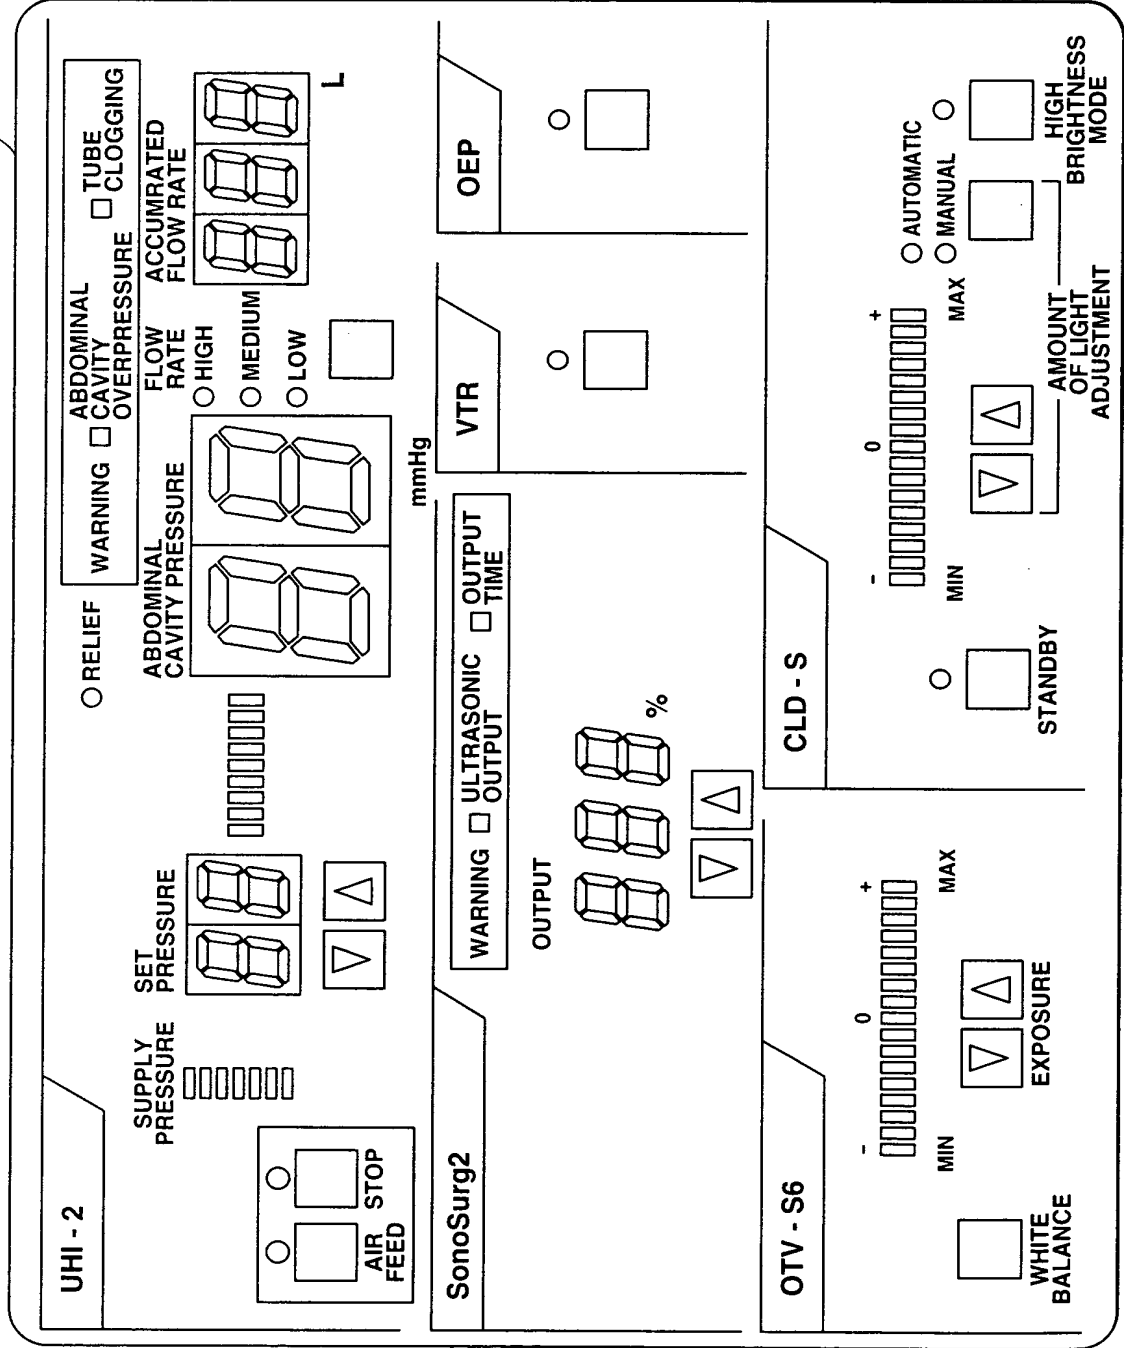 UHI - 2
RELIEF
WARNING
ABDOMINAL
CAVITY
OVERPRESSURE
TUBE
CLOGGING
SUPPLY
PRESSURE
SET
PRESSURE
ABDOMINAL
CAVITY PRESSURE
mmHg
FLOW
RATE
HIGH
MEDIUM
LOW
ACCUMRATED
FLOW RATE
L
AIR
FEED
STOP
SonoSurg2
WARNING
ULTRASONIC
OUTPUT
OUTPUT
TIME
OUTPUT
%
VTR
OEP
OTV - S6
- 0 +
MIN MAX
WHITE
BALANCE
EXPOSURE
CLD - S
STANDBY
- 0 +
MIN MAX
AUTOMATIC
MANUAL
AMOUNT
OF LIGHT
ADJUSTMENT
HIGH
BRIGHTNESS
MODE